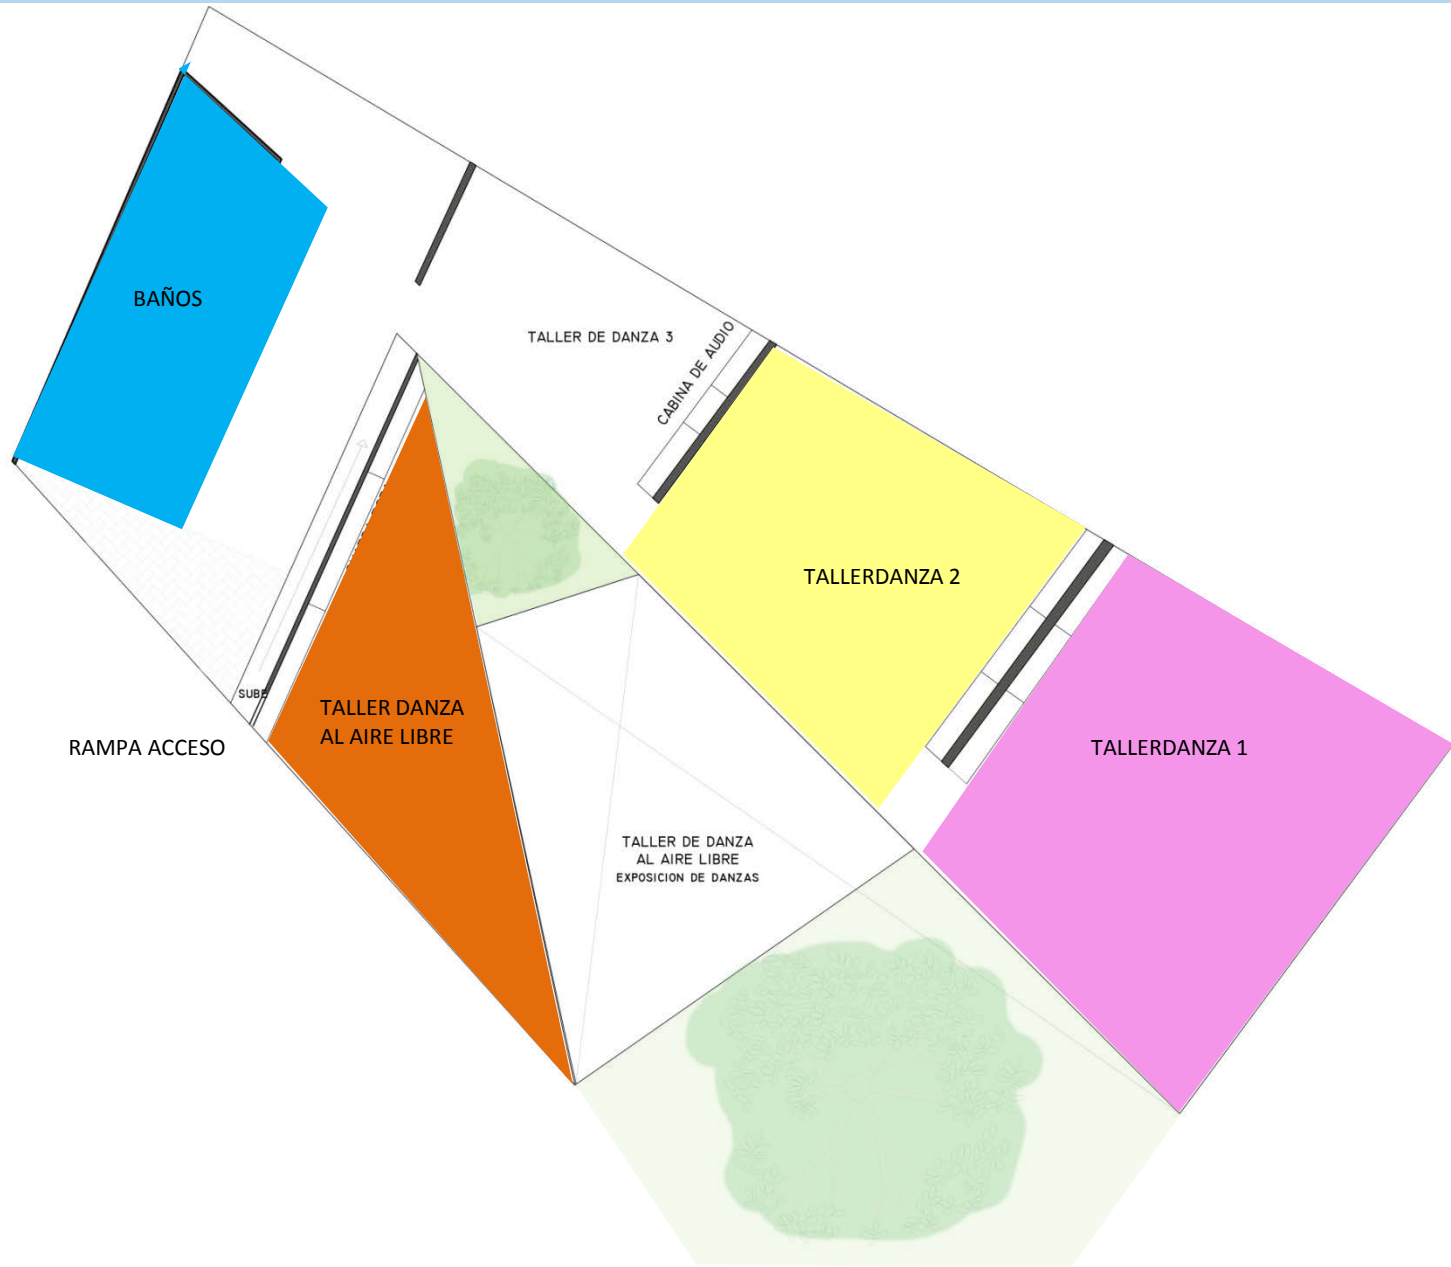 BAÑOS
TALLER DE DANZA 3
CABINA DE AUDIO
TALLERDANZA 2
SUBE
TALLER DANZA
AL AIRE LIBRE
RAMPA ACCESO
TALLERDANZA 1
TALLER DE DANZA
AL AIRE LIBRE
EXPOSICION DE DANZAS